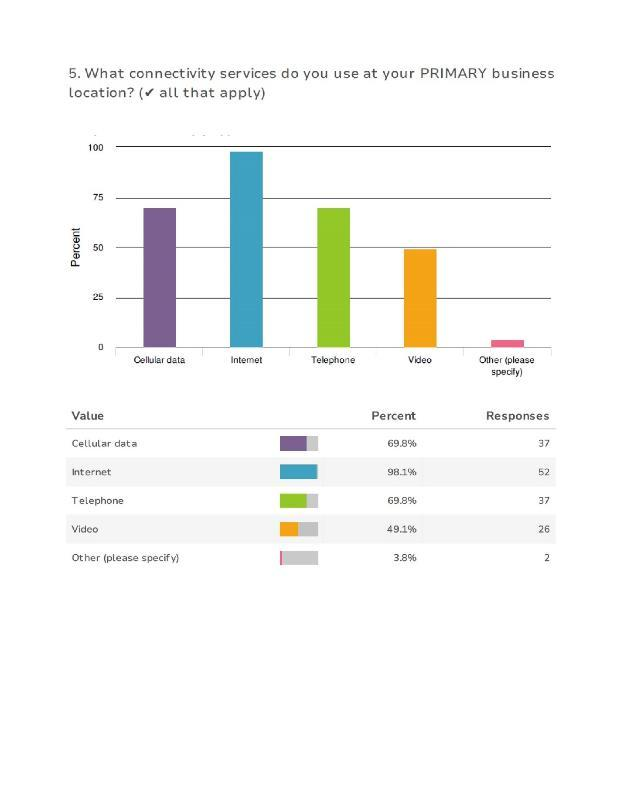 5. What connectivity services do you use at your PRIMARY business
location? (✔ all that apply)
100
75
50
25
0
Percent
Cellular data
Internet
Telephone
Video
Other (please
specify)
Value Percent Responses
Cellular data 69.8% 37
Internet 98.1% 52
Telephone 69.8% 37
Video 49.1% 26
Other (please specify) 3.8% 2